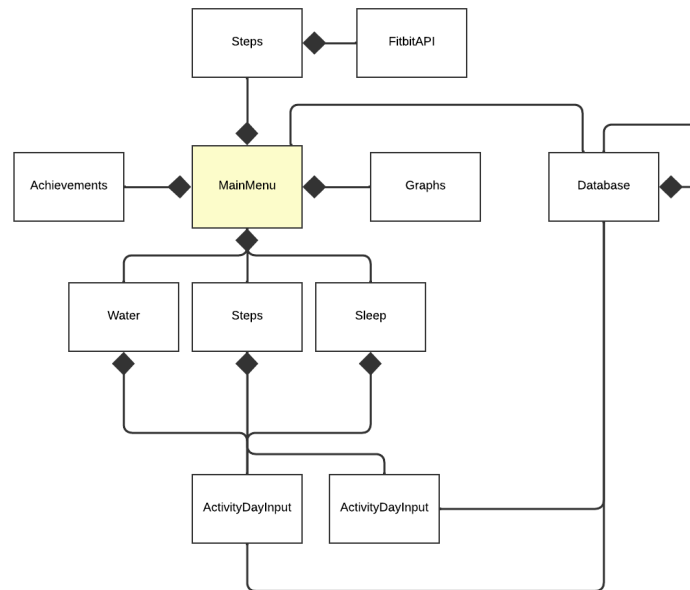 Steps
FitbitAPI
Achievements
MainMenu
Graphs
Database
Water
Steps
Sleep
ActivityDayInput
ActivityDayInput